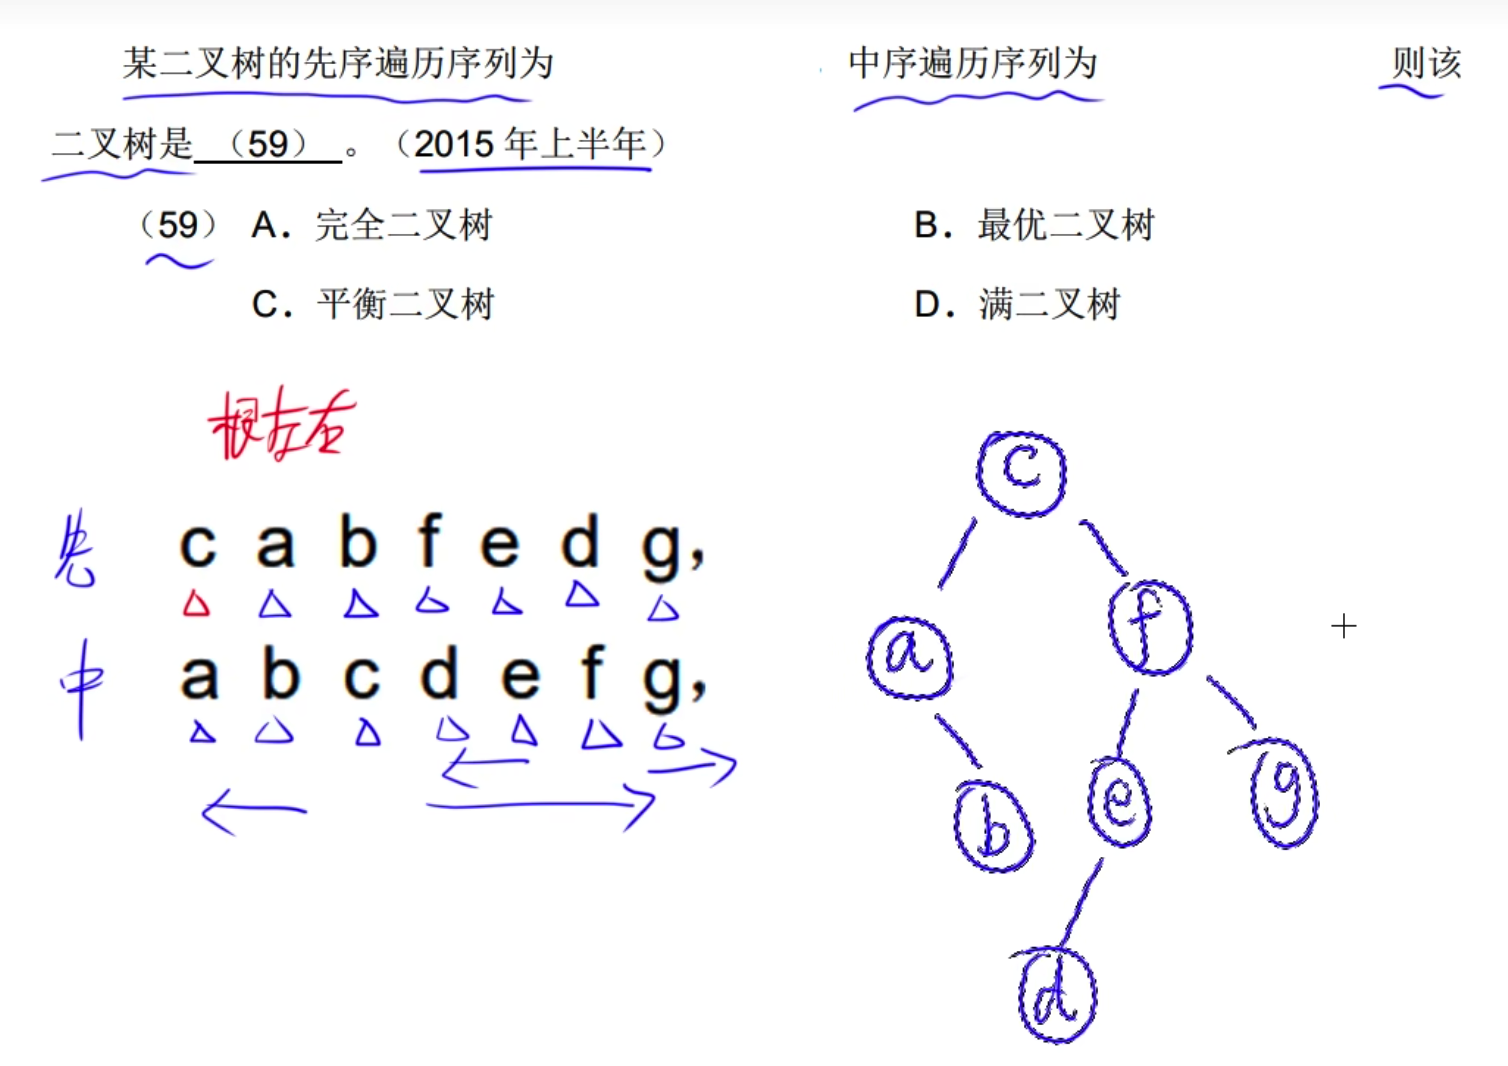 某二叉树的先序遍历序列为 中序遍历序列为 则该
二叉树是（59）。（2015 年上半年）
（59） A．完全二叉树 B．最优二叉树
C．平衡二叉树 D．满二叉树
根左右
先 c a b f e d g，
中 a b c d e f g，
c
a f
b e g
d